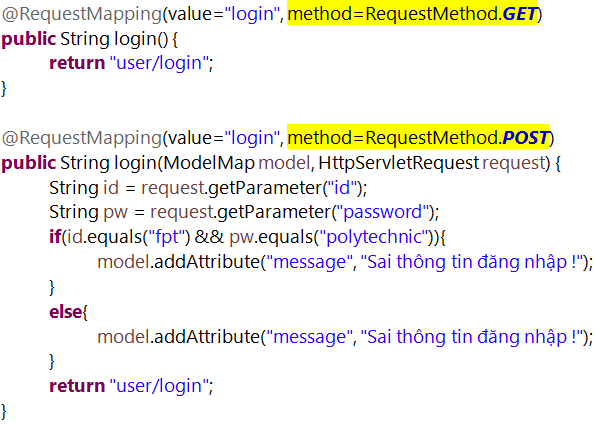 @RequestMapping(value="login", method=RequestMethod.GET)
public String login() {
return "user/login";
}
@RequestMapping(value="login", method=RequestMethod.POST)
public String login(ModelMap model, HttpServletRequest request) {
String id = request.getParameter("id");
String pw = request.getParameter("password");
if(id.equals("fpt") && pw.equals("polytechnic")){
model.addAttribute("message", "Sai thông tin đăng nhập !");
}
else{
model.addAttribute("message", "Sai thông tin đăng nhập !");
}
return "user/login";
}